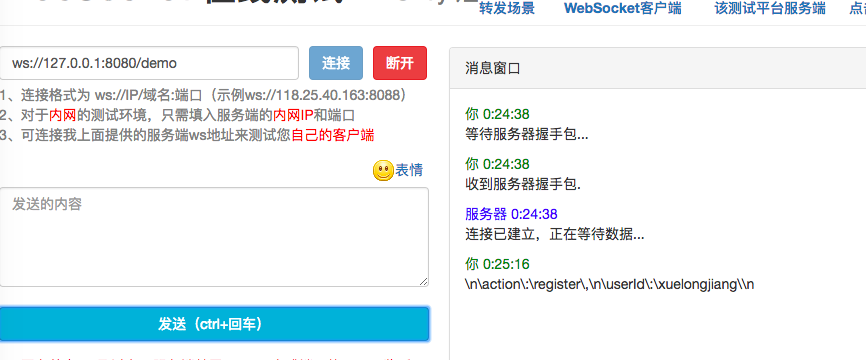 转发场景 WebSocket客户端 该测试平台服务端
ws://127.0.0.1:8080/demo 连接 断开
1、连接格式为 ws://IP/域名:端口（示例ws://118.25.40.163:8088）
2、对于内网的测试环境，只需填入服务端的内网IP和端口
3、可连接我上面提供的服务端ws地址来测试您自己的客户端
表情
发送的内容
发送（ctrl+回车）
消息窗口
你 0:24:38
等待服务器握手包...
你 0:24:38
收到服务器握手包.
服务器 0:24:38
连接已建立，正在等待数据...
你 0:25:16
\n\action\:\register\,\n\userId\:\xuelongjiang\\n